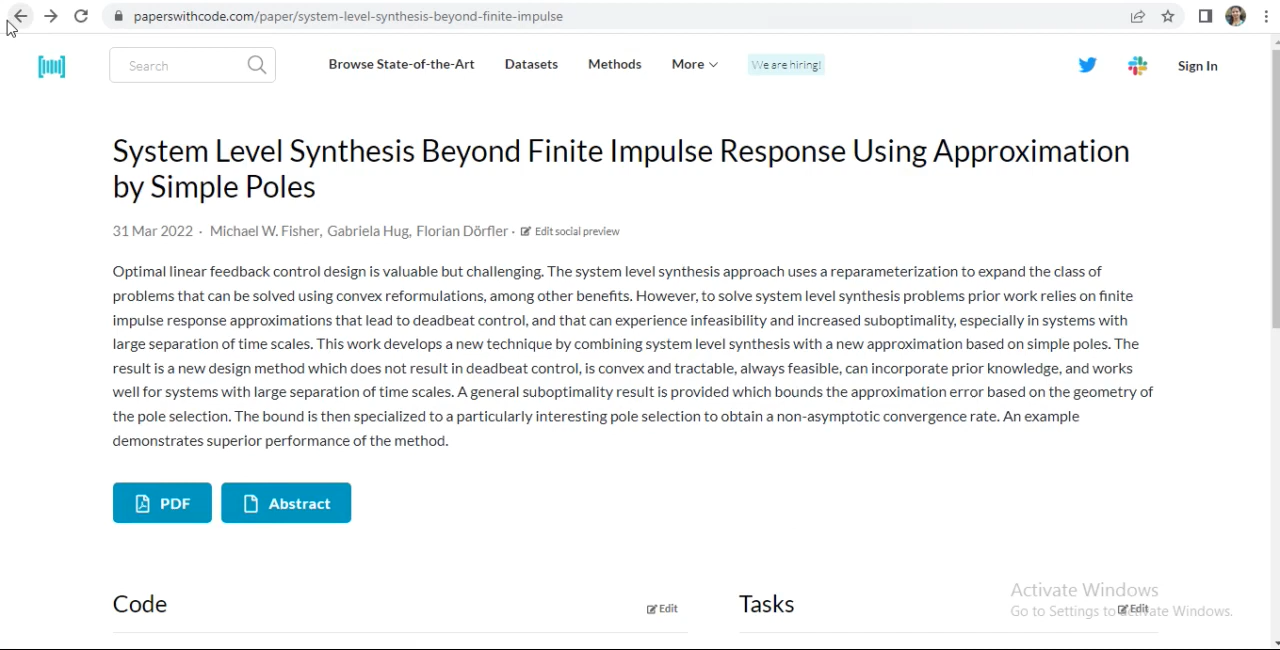 paperswithcode.com/paper/system-level-synthesis-beyond-finite-impulse
Search
Browse State-of-the-Art
Datasets
Methods
More
We are hiring!
Sign In
System Level Synthesis Beyond Finite Impulse Response Using Approximation
by Simple Poles
31 Mar 2022 · Michael W. Fisher, Gabriela Hug, Florian Dörfler · Edit social preview
Optimal linear feedback control design is valuable but challenging. The system level synthesis approach uses a reparameterization to expand the class of
problems that can be solved using convex reformulations, among other benefits. However, to solve system level synthesis problems prior work relies on finite
impulse response approximations that lead to deadbeat control, and that can experience infeasibility and increased suboptimality, especially in systems with
large separation of time scales. This work develops a new technique by combining system level synthesis with a new approximation based on simple poles. The
result is a new design method which does not result in deadbeat control, is convex and tractable, always feasible, can incorporate prior knowledge, and works
well for systems with large separation of time scales. A general suboptimality result is provided which bounds the approximation error based on the geometry of
the pole selection. The bound is then specialized to a particularly interesting pole selection to obtain a non-asymptotic convergence rate. An example
demonstrates superior performance of the method.
PDF
Abstract
Code
Edit
Tasks
Edit
Activate Windows
Go to Settings to activate Windows.